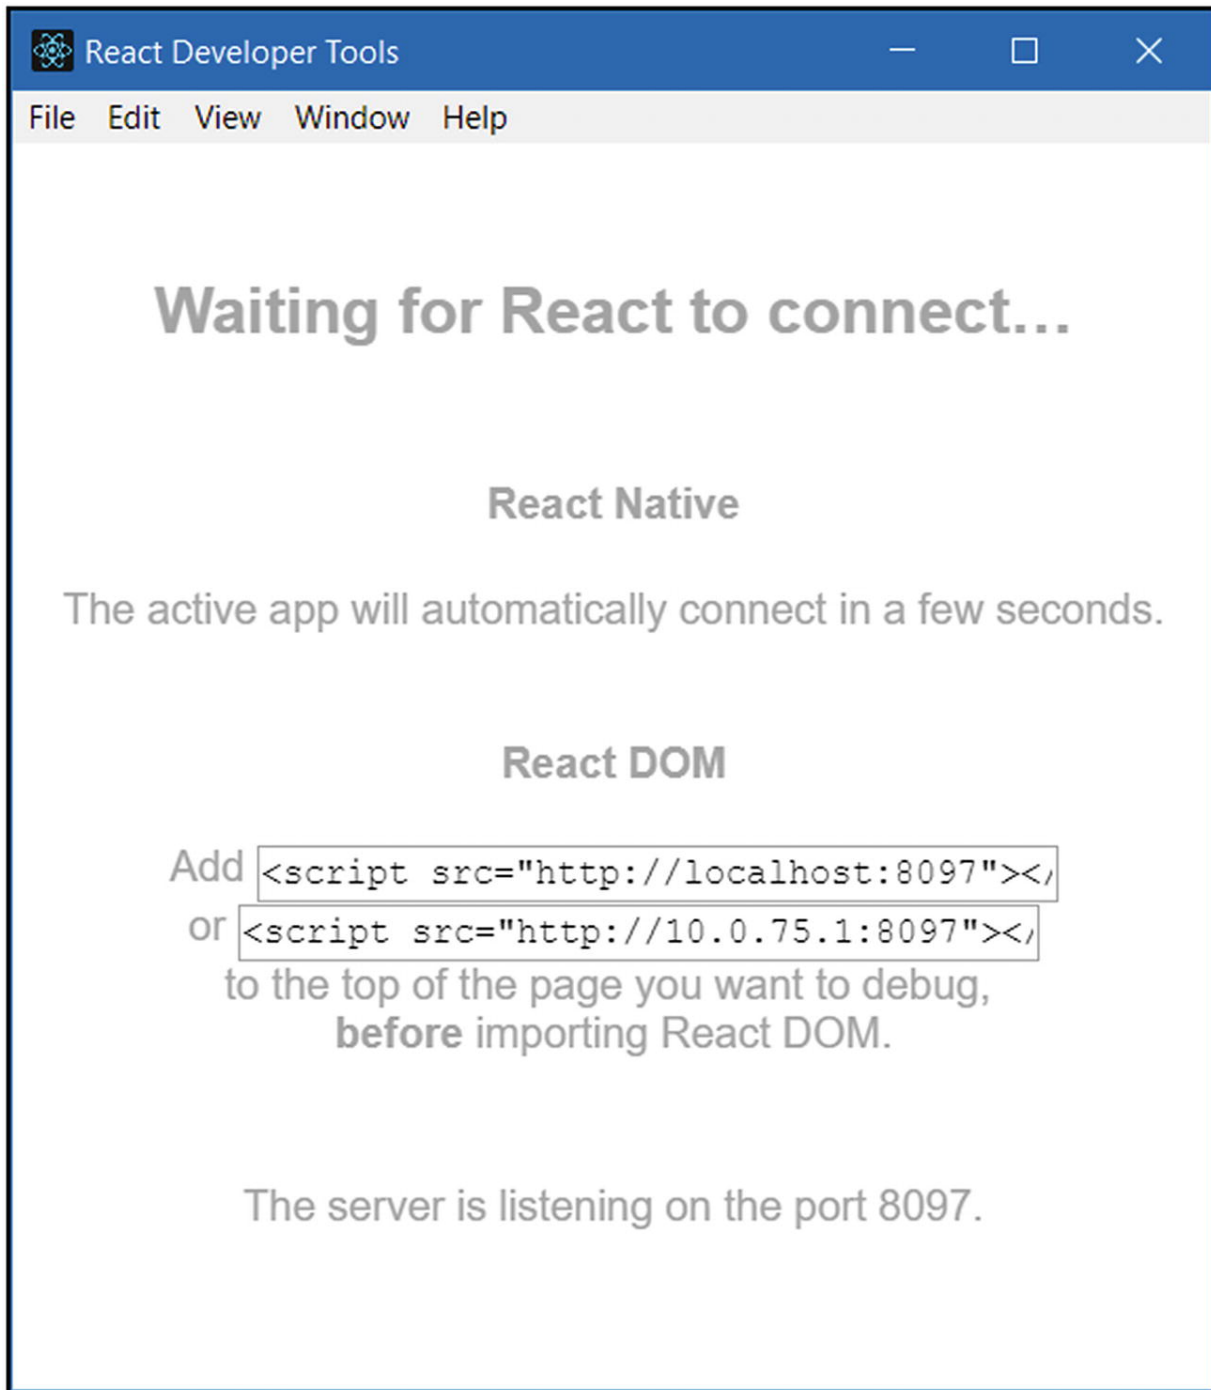 React Developer Tools
File Edit View Window Help
Waiting for React to connect…
React Native
The active app will automatically connect in a few seconds.
React DOM
Add <script src="http://localhost:8097"></
or <script src="http://10.0.75.1:8097"></
to the top of the page you want to debug,
before importing React DOM.
The server is listening on the port 8097.